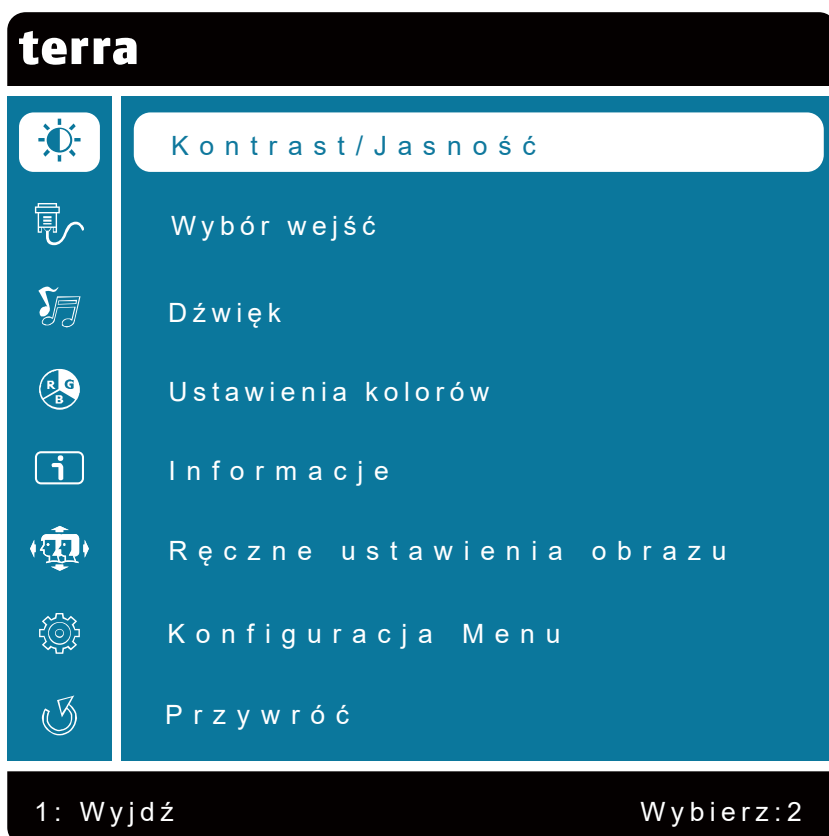 terra
Kontrast/Jasność
Wybór wejść
Dźwięk
R G B
Ustawienia kolorów
i
Informacje
Ręczne ustawienia obrazu
Konfiguracja Menu
Przywróć
1: Wyjdź Wybierz:2